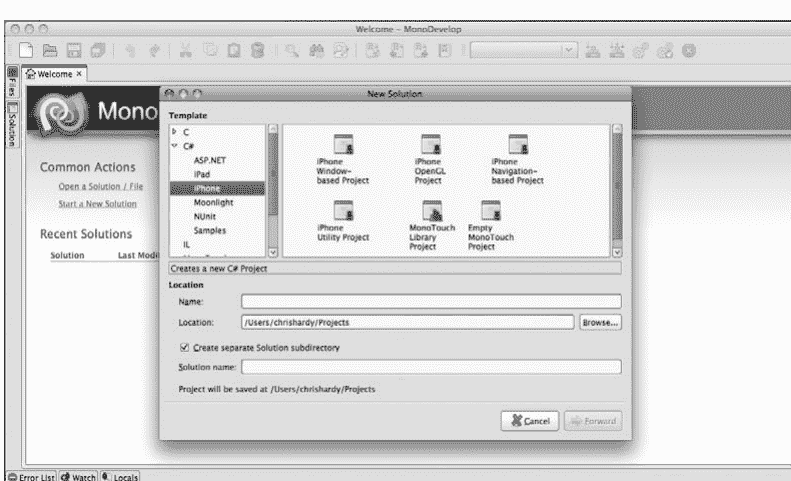 Welcome – MonoDevelop
Files
Solution
Welcome ×
Mono
Common Actions
Open a Solution / File
Start a New Solution
Recent Solutions
Solution Last Modi
New Solution
Template
C
C#
ASP.NET
iPad
iPhone
Moonlight
NUnit
Samples
IL
iPhone Window-based Project
iPhone OpenGL Project
iPhone Navigation-based Project
iPhone Utility Project
MonoTouch Library Project
Empty MonoTouch Project
Creates a new C# Project
Location
Name:
Location: /Users/chrishardy/Projects Browse...
Create separate Solution subdirectory
Solution name:
Project will be saved at /Users/chrishardy/Projects
Cancel Forward
Error List Watch Locals